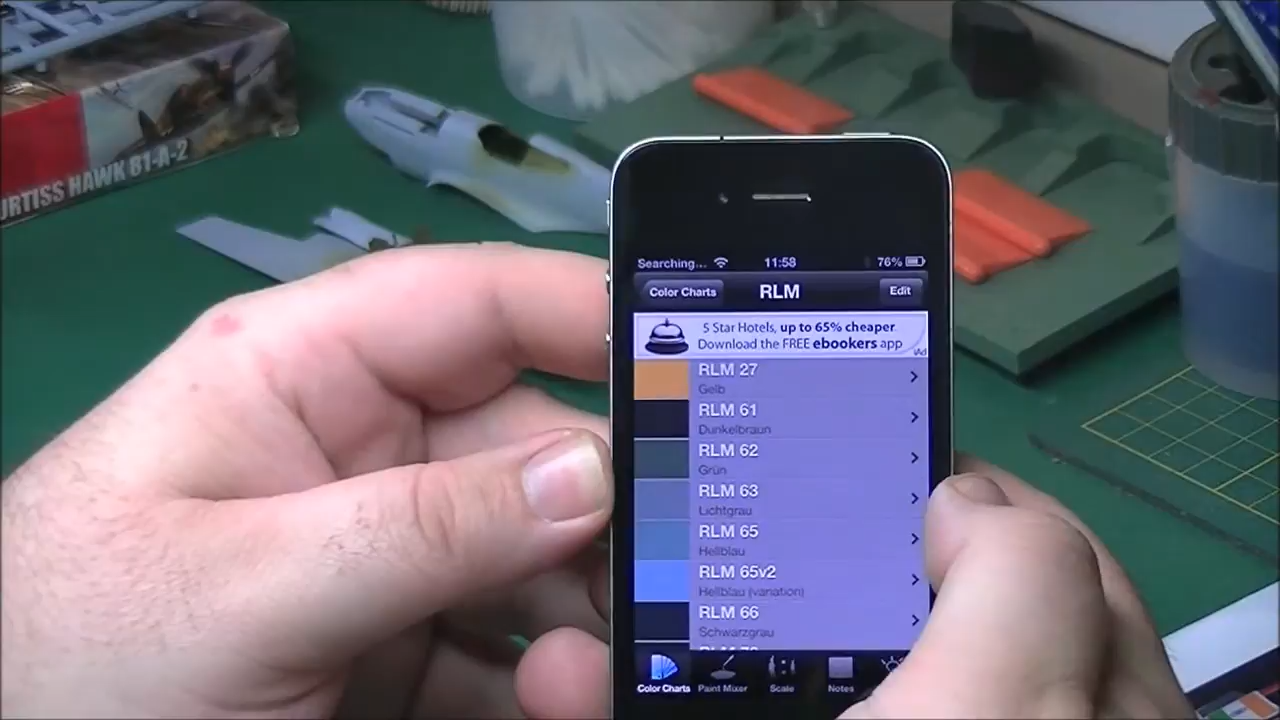 URTISS HAWK 81-A-2
Searching... 11:58 76%
Color Charts RLM Edit
5 Star Hotels, up to 65% cheaper
Download the FREE ebookers app
iAd
RLM 27
Gelb
RLM 61
Dunkelbraun
RLM 62
Grün
RLM 63
Lichtgrau
RLM 65
Hellblau
RLM 65v2
Hellblau (variation)
RLM 66
Schwarzgrau
Color Charts Paint Mixer Scale Notes